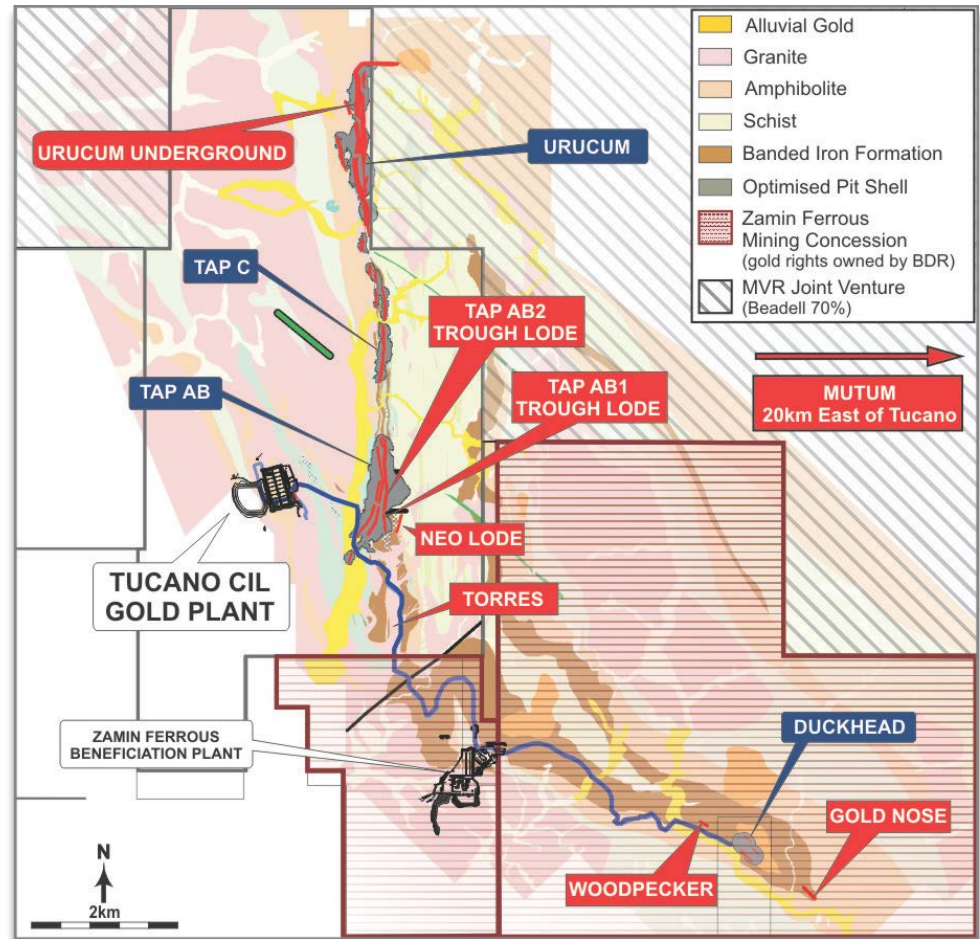 Alluvial Gold
Granite
Amphibolite
Schist
Banded Iron Formation
Optimised Pit Shell
Zamin Ferrous
Mining Concession
(gold rights owned by BDR)
MVR Joint Venture
(Beadell 70%)
URUCUM UNDERGROUND
URUCUM
TAP C
TAP AB2
TROUGH LODE
TAP AB
TAP AB1
TROUGH LODE
MUTUM
20km East of Tucano
NEO LODE
TUCANO CIL
GOLD PLANT
TORRES
ZAMIN FERROUS
BENEFICIATION PLANT
DUCKHEAD
GOLD NOSE
WOODPECKER
N
2km